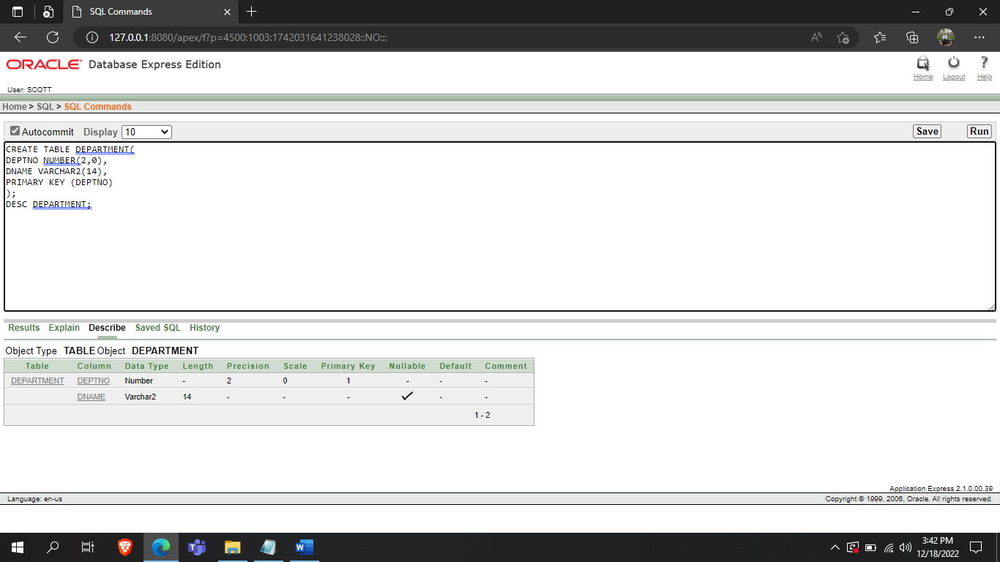 SQL Commands
127.0.0.1:8080/apex/f?p=4500:1003:1742031641238028::NO:::
ORACLE Database Express Edition
Home Logout Help
User: SCOTT
Home > SQL > SQL Commands
Autocommit Display 10 Save Run
CREATE TABLE DEPARTMENT(
DEPTNO NUMBER(2,0),
DNAME VARCHAR2(14),
PRIMARY KEY (DEPTNO)
);
DESC DEPARTMENT;
Results Explain Describe Saved SQL History
Object Type TABLE Object DEPARTMENT
Table Column Data Type Length Precision Scale Primary Key Nullable Default Comment
DEPARTMENT DEPTNO Number - 2 0 1 - - -
DNAME Varchar2 14 - - - - -
1 - 2
Application Express 2.1.0.00.39
Language: en-us Copyright © 1999, 2006, Oracle. All rights reserved.
3:42 PM
12/18/2022